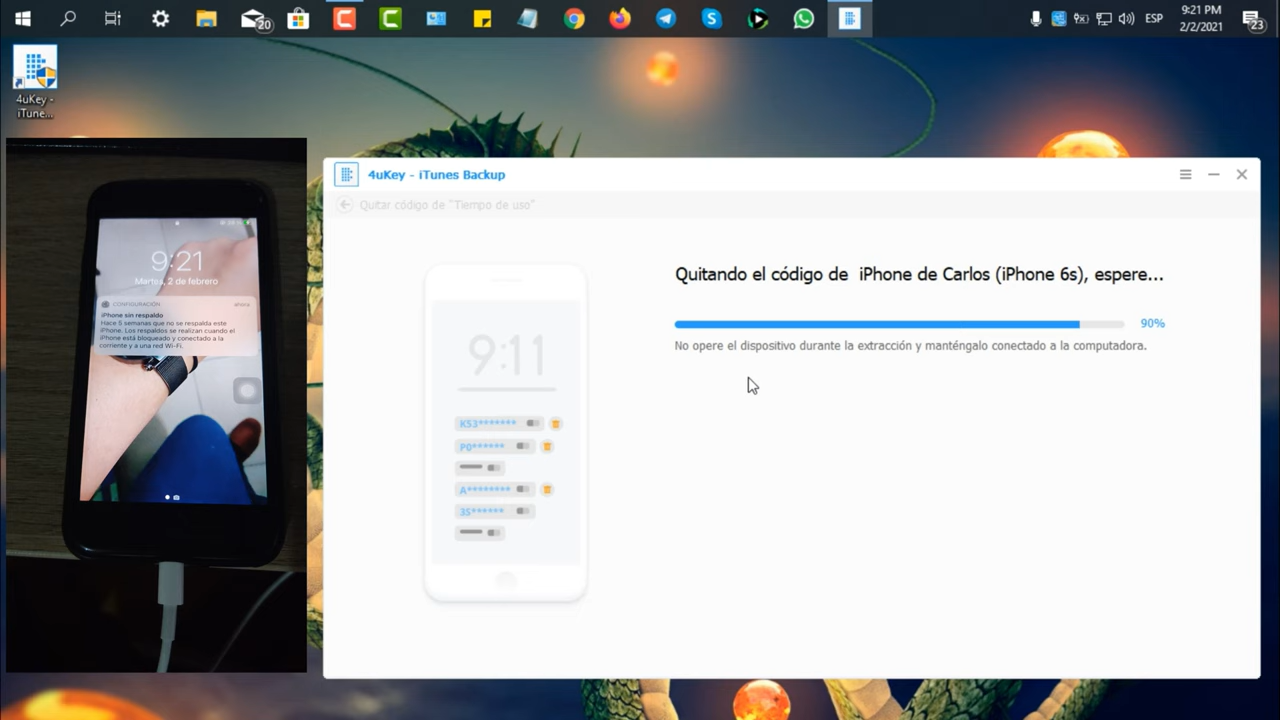 20
ESP
9:21 PM
2/2/2021
23
4uKey -
iTune...
4uKey - iTunes Backup
Quitar código de "Tiempo de uso"
9:21
Martes, 2 de febrero
CONFIGURACIÓN
ahora
iPhone sin respaldo
Hace 5 semanas que no se respalda este
iPhone. Los respaldos se realizan cuando el
iPhone está bloqueado y conectado a la
corriente y a una red Wi-Fi.
Quitando el código de iPhone de Carlos (iPhone 6s), espere...
90%
No opere el dispositivo durante la extracción y manténgalo conectado a la computadora.
9:11
K53*******
P0******
A********
3S******